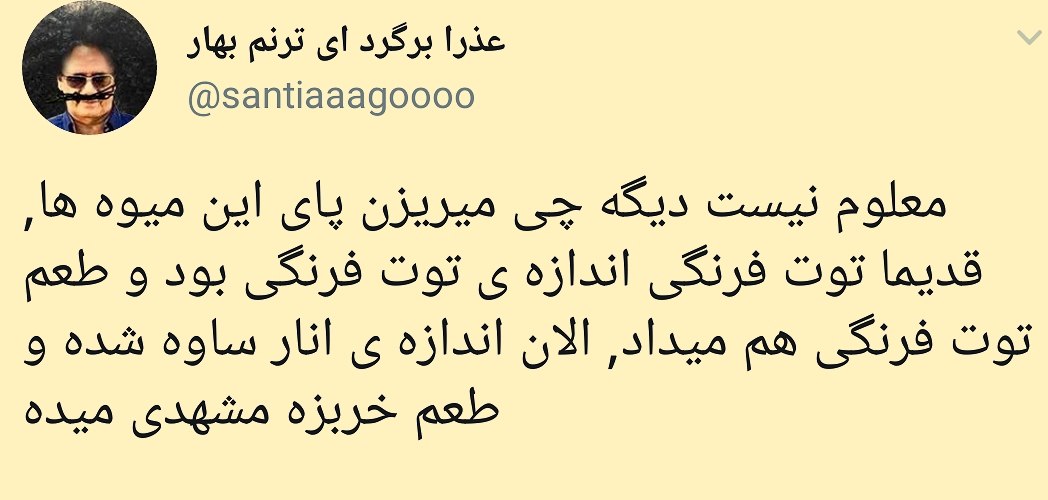 عذرا برگرد ای ترنم بهار
@santiaaagoooo
معلوم نیست دیگه چی میریزن پای این میوه ها,
قدیما توت فرنگی اندازه ی توت فرنگی بود و طعم
توت فرنگی هم میداد, الان اندازه ی انار ساوه شده و
طعم خربزه مشهدی میده